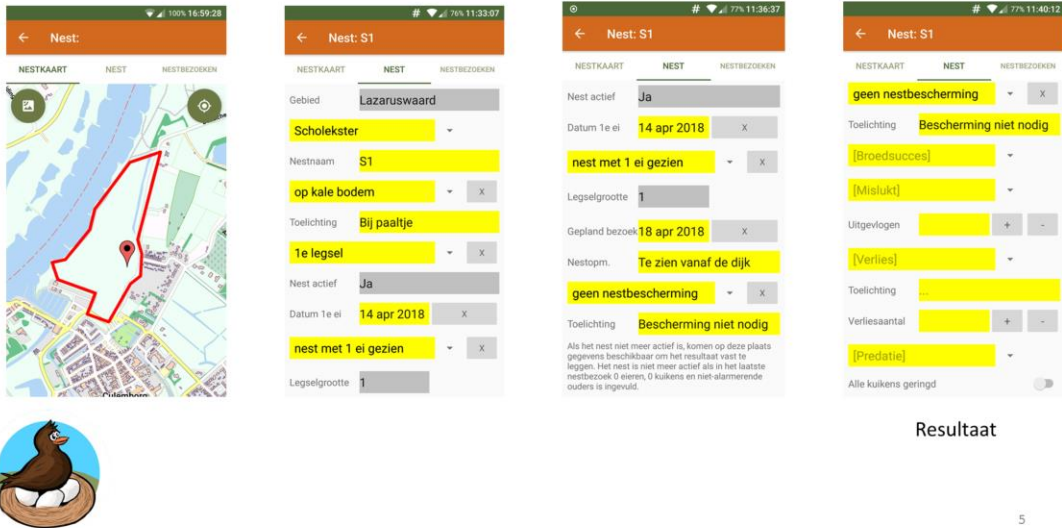 100% 16:59:28
Nest:
NESTKAART NEST NESTBEZOEKEN
Culemborg
# 76% 11:33:07
Nest: S1
NESTKAART NEST NESTBEZOEKEN
Gebied Lazaruswaard
Scholekster
Nestnaam S1
op kale bodem X
Toelichting Bij paaltje
1e legsel X
Nest actief Ja
Datum 1e ei 14 apr 2018 X
nest met 1 ei gezien X
Legselgrootte 1
# 77% 11:36:37
Nest: S1
NESTKAART NEST NESTBEZOEKEN
Nest actief Ja
Datum 1e ei 14 apr 2018 X
nest met 1 ei gezien X
Legselgrootte 1
Gepland bezoek 18 apr 2018 X
Nestopm. Te zien vanaf de dijk
geen nestbescherming X
Toelichting Bescherming niet nodig
Als het nest niet meer actief is, komen op deze plaats
gegevens beschikbaar om het resultaat vast te
leggen. Het nest is niet meer actief als in het laatste
nestbezoek 0 eieren, 0 kuikens en niet-alarmerende
ouders is ingevuld.
# 77% 11:40:12
Nest: S1
NESTKAART NEST NESTBEZOEKEN
geen nestbescherming X
Toelichting Bescherming niet nodig
[Broedsucces]
[Mislukt]
Uitgevlogen + -
[Verlies]
Toelichting ...
Verliesaantal + -
[Predatie]
Alle kuikens geringd
Resultaat
5